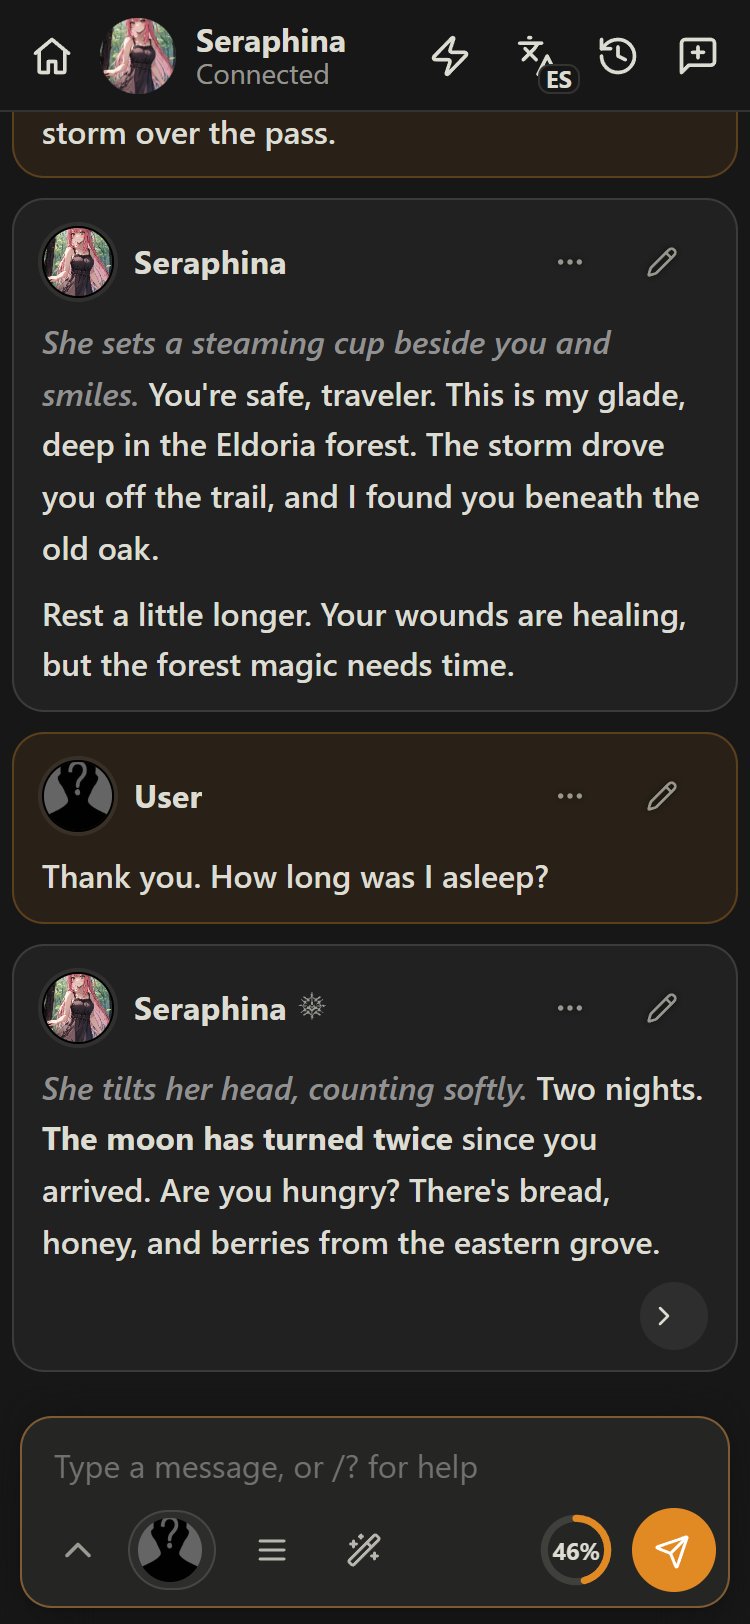 Seraphina
Connected
ES
storm over the pass.
Seraphina
She sets a steaming cup beside you and
smiles. You're safe, traveler. This is my glade,
deep in the Eldoria forest. The storm drove
you off the trail, and I found you beneath the
old oak.
Rest a little longer. Your wounds are healing,
but the forest magic needs time.
User
Thank you. How long was I asleep?
Seraphina
She tilts her head, counting softly. Two nights.
The moon has turned twice since you
arrived. Are you hungry? There's bread,
honey, and berries from the eastern grove.
Type a message, or /? for help
46%